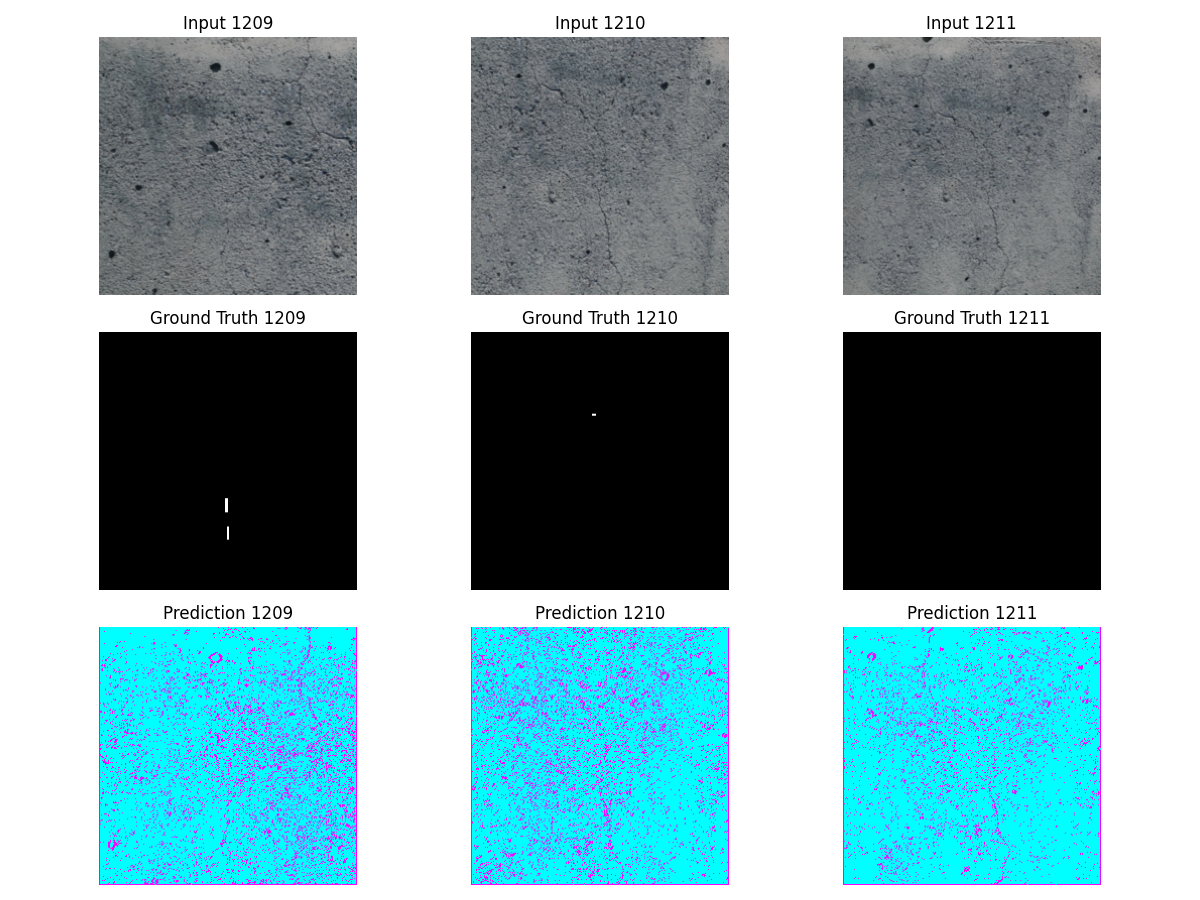 Input 1209
Input 1210
Input 1211
Ground Truth 1209
Ground Truth 1210
Ground Truth 1211
Prediction 1209
Prediction 1210
Prediction 1211